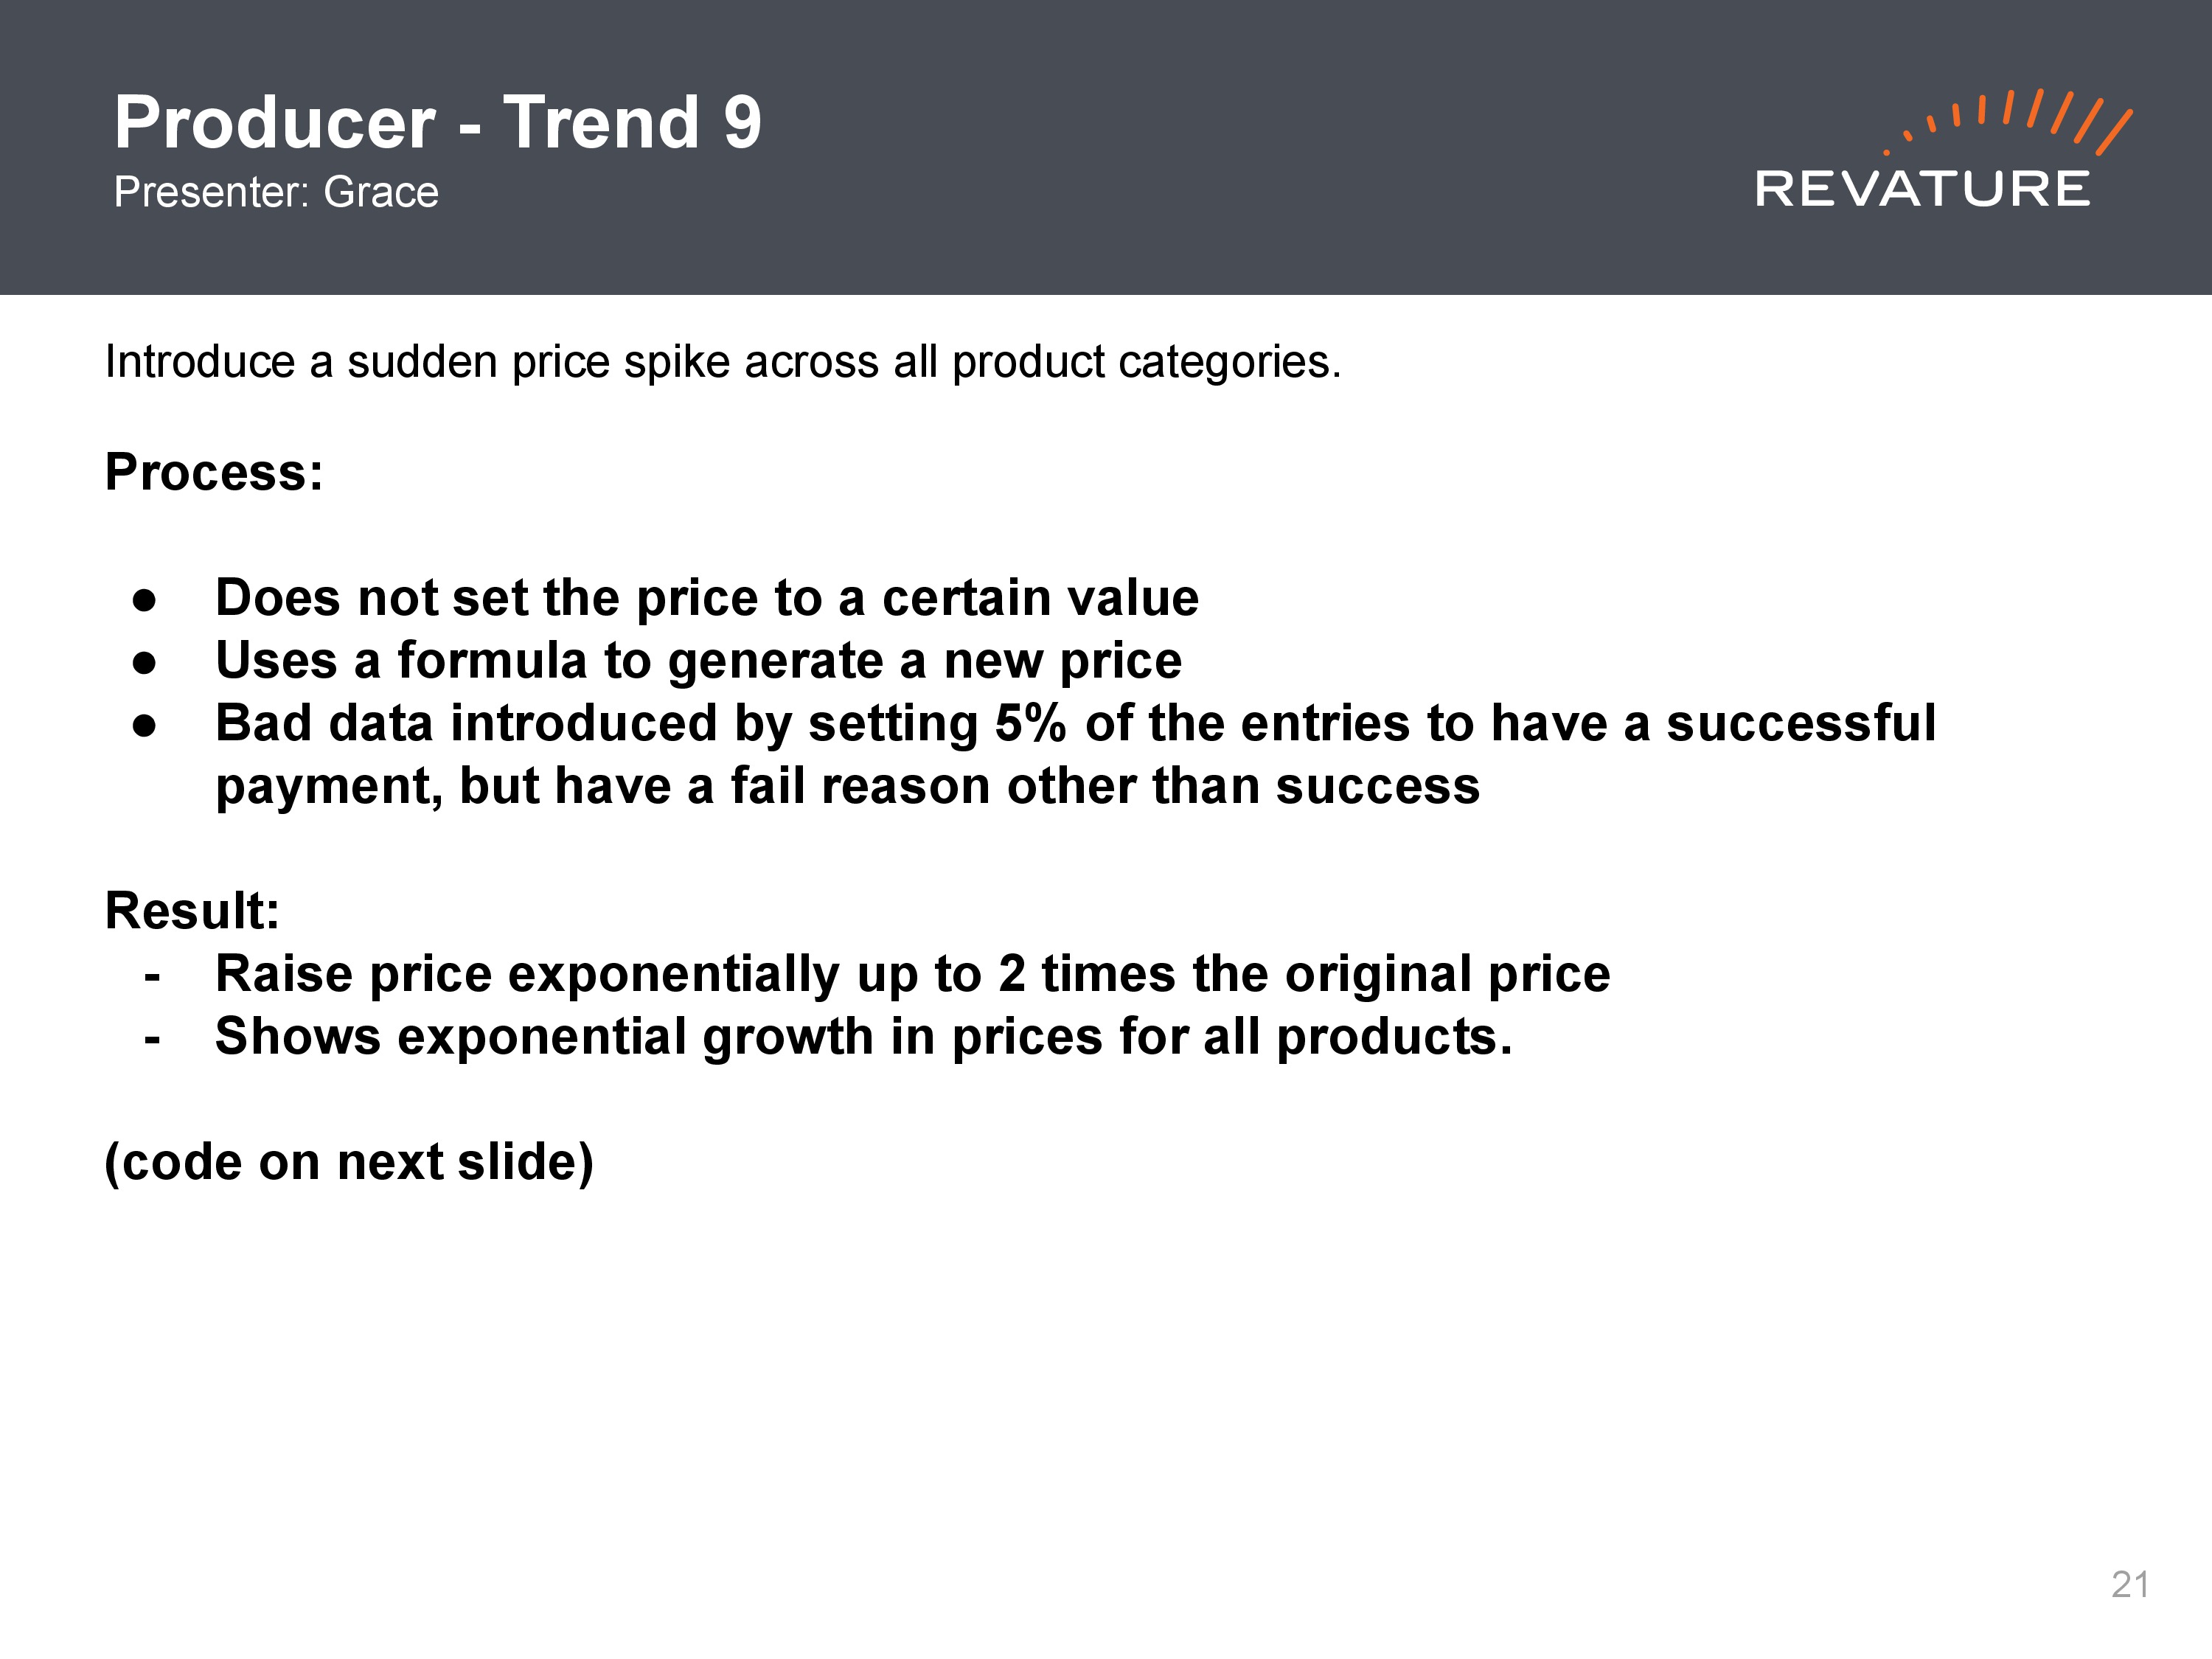 Producer - Trend 9
Presenter: Grace
REVATURE
Introduce a sudden price spike across all product categories.
Process:
● Does not set the price to a certain value
● Uses a formula to generate a new price
● Bad data introduced by setting 5% of the entries to have a successful
payment, but have a fail reason other than success
Result:
- Raise price exponentially up to 2 times the original price
- Shows exponential growth in prices for all products.
(code on next slide)
21